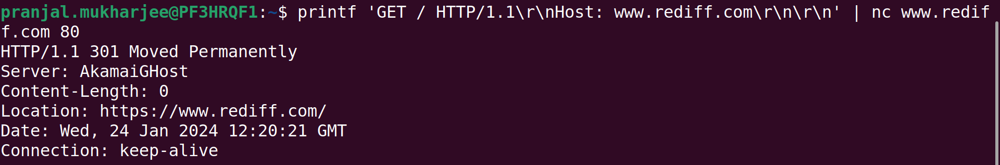 pranjal.mukharjee@PF3HRQF1:~$ printf 'GET / HTTP/1.1\r\nHost: www.rediff.com\r\n\r\n' | nc www.redif
f.com 80
HTTP/1.1 301 Moved Permanently
Server: AkamaiGHost
Content-Length: 0
Location: https://www.rediff.com/
Date: Wed, 24 Jan 2024 12:20:21 GMT
Connection: keep-alive